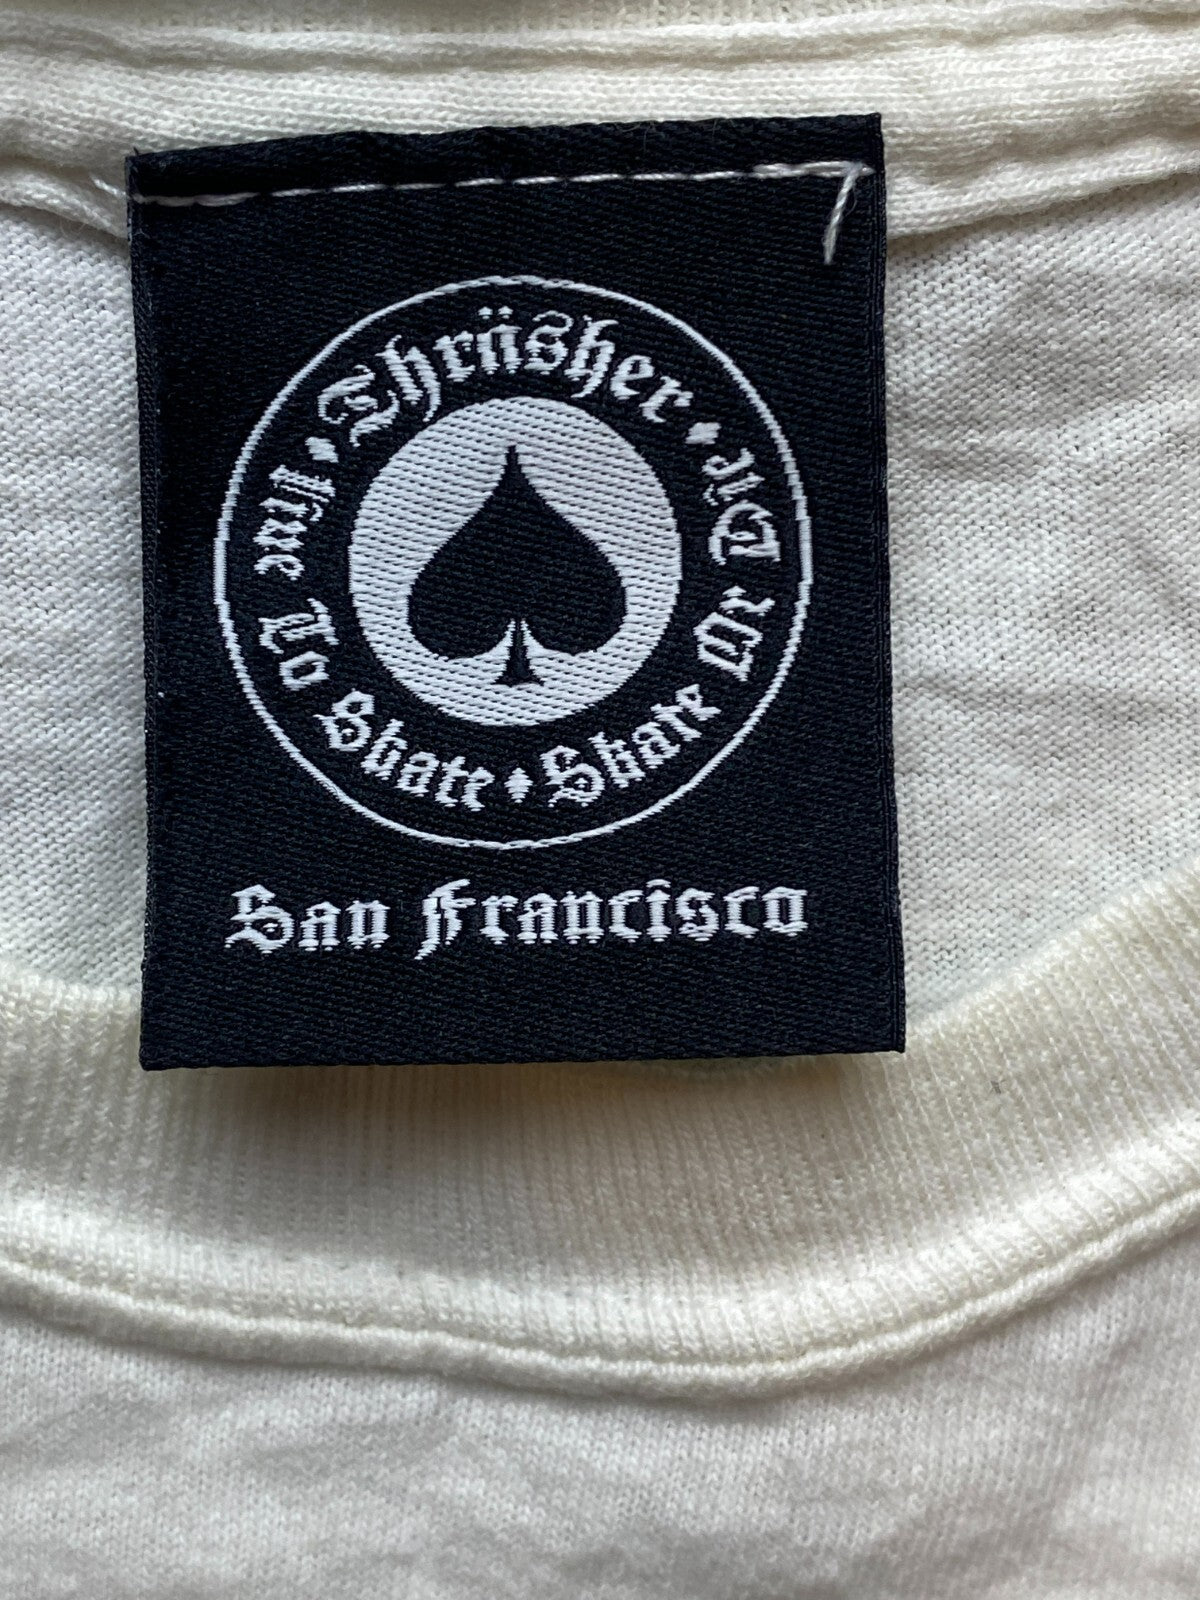 Thräsher ♦ Skate Or Die ♦ Live To Skate ♦
San Francisco